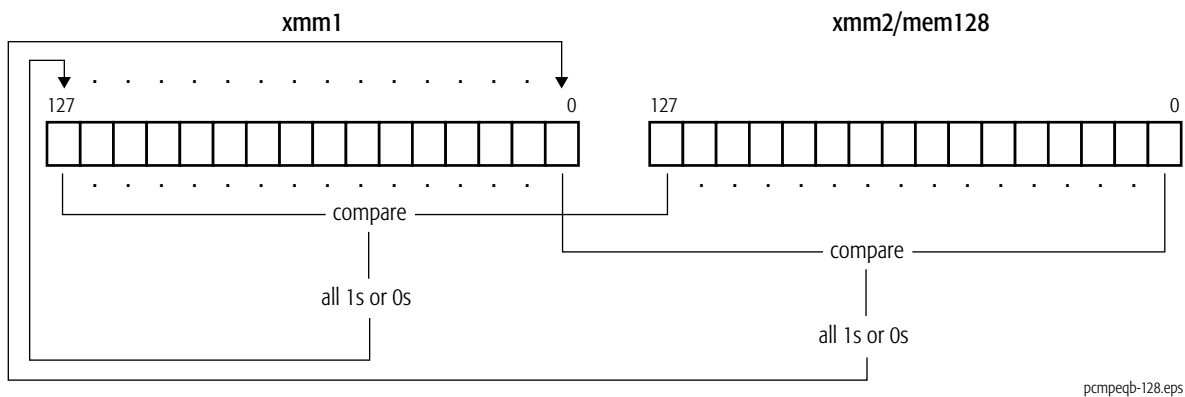 xmm1 xmm2/mem128
127 0 127 0
compare
compare
all 1s or 0s
all 1s or 0s
pcmpeqb-128.eps